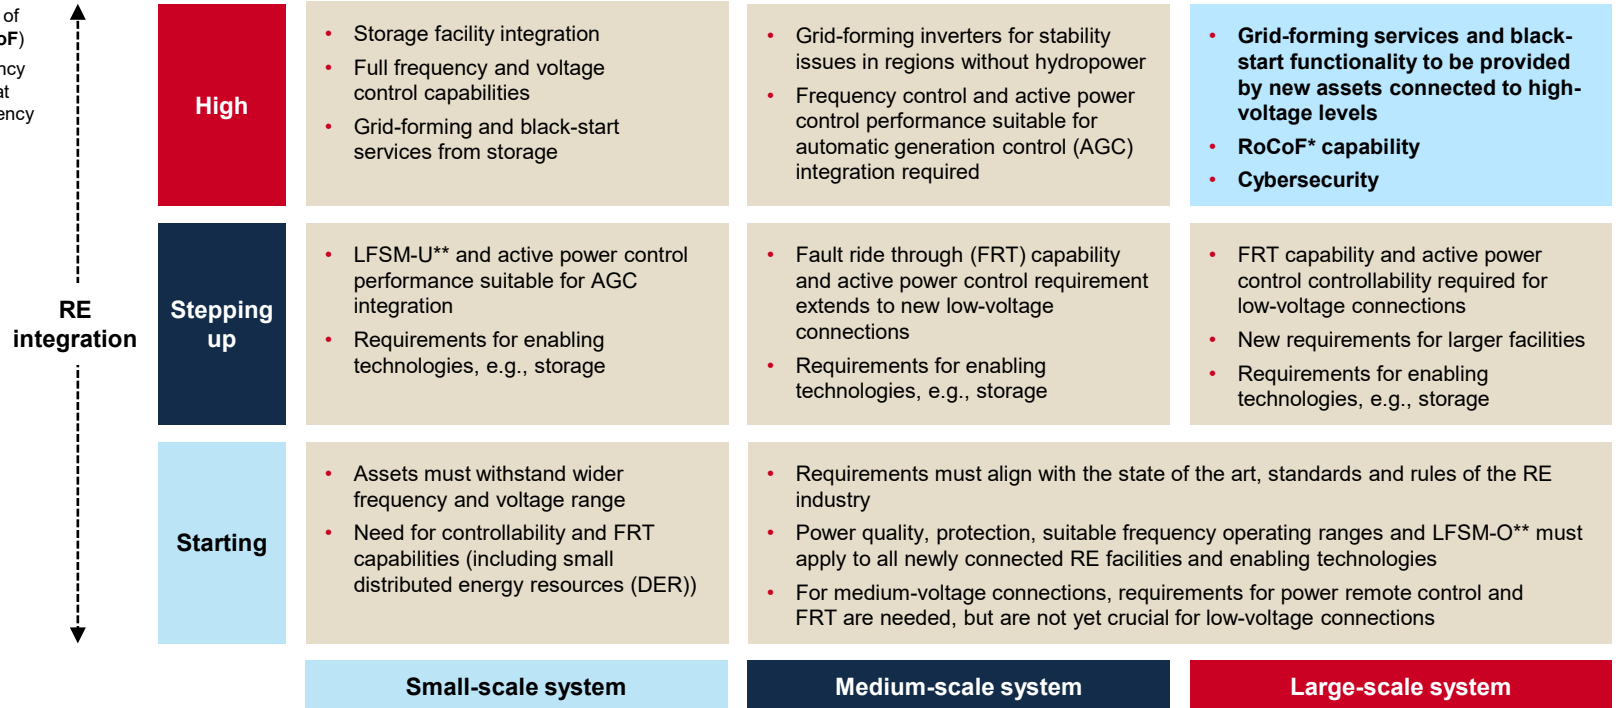 of
oF)
ncy
at
ency
RE
integration
High
• Storage facility integration
• Full frequency and voltage
control capabilities
• Grid-forming and black-start
services from storage
• Grid-forming inverters for stability
issues in regions without hydropower
• Frequency control and active power
control performance suitable for
automatic generation control (AGC)
integration required
• Grid-forming services and black-
start functionality to be provided
by new assets connected to high-
voltage levels
• RoCoF* capability
• Cybersecurity
Stepping
up
• LFSM-U** and active power control
performance suitable for AGC
integration
• Requirements for enabling
technologies, e.g., storage
• Fault ride through (FRT) capability
and active power control requirement
extends to new low-voltage
connections
• Requirements for enabling
technologies, e.g., storage
• FRT capability and active power
control controllability required for
low-voltage connections
• New requirements for larger facilities
• Requirements for enabling
technologies, e.g., storage
Starting
• Assets must withstand wider
frequency and voltage range
• Need for controllability and FRT
capabilities (including small
distributed energy resources (DER))
• Requirements must align with the state of the art, standards and rules of the RE
industry
• Power quality, protection, suitable frequency operating ranges and LFSM-O** must
apply to all newly connected RE facilities and enabling technologies
• For medium-voltage connections, requirements for power remote control and
FRT are needed, but are not yet crucial for low-voltage connections
Small-scale system
Medium-scale system
Large-scale system